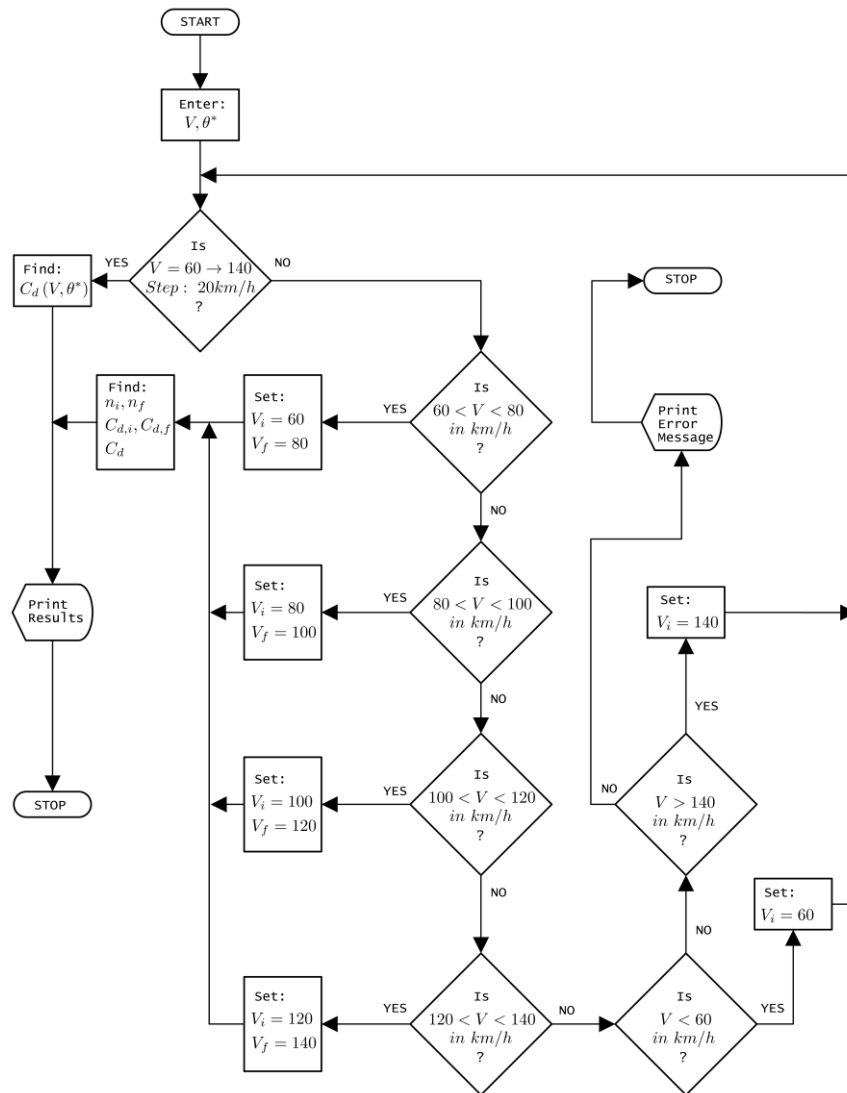 START
Enter:
V, θ*
Is
V = 60 → 140
Step : 20km/h
?
YES
NO
Find:
C_d (V, θ*)
STOP
Is
60 < V < 80
in km/h
?
YES
NO
Set:
V_i = 60
V_f = 80
Find:
n_i, n_f
C_{d,i}, C_{d,f}
C_d
Print
Error
Message
Is
80 < V < 100
in km/h
?
YES
NO
Set:
V_i = 80
V_f = 100
Print
Results
Set:
V_i = 140
YES
Is
100 < V < 120
in km/h
?
YES
NO
Set:
V_i = 100
V_f = 120
STOP
Is
V > 140
in km/h
?
NO
NO
Set:
V_i = 60
Is
120 < V < 140
in km/h
?
YES
NO
Set:
V_i = 120
V_f = 140
Is
V < 60
in km/h
?
YES